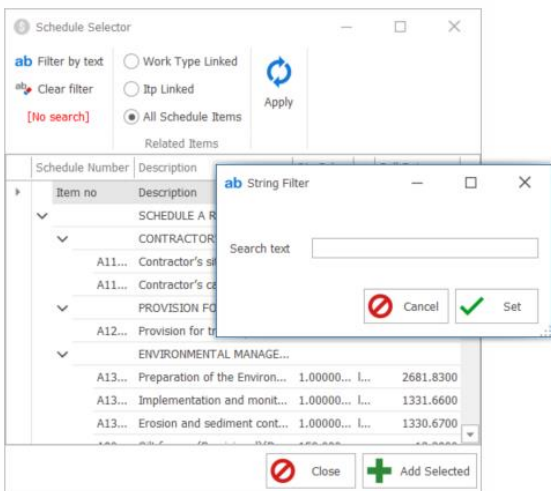 Schedule Selector
ab Filter by text
Work Type Linked
ab Clear filter
Itp Linked
[No search]
All Schedule Items
Apply
Related Items
Schedule Number Description
Item no Description
SCHEDULE A R
CONTRACTOR'
A11... Contractor's si
A11... Contractor's ca
PROVISION FO
A12... Provision for tr
ENVIRONMENTAL MANAGE...
A13... Preparation of the Environ... 1.00000... l... 2681.8300
A13... Implementation and monit... 1.00000... l... 1331.6600
A13... Erosion and sediment cont... 1.00000... l... 1330.6700
Close
Add Selected
ab String Filter
Search text
Cancel
Set